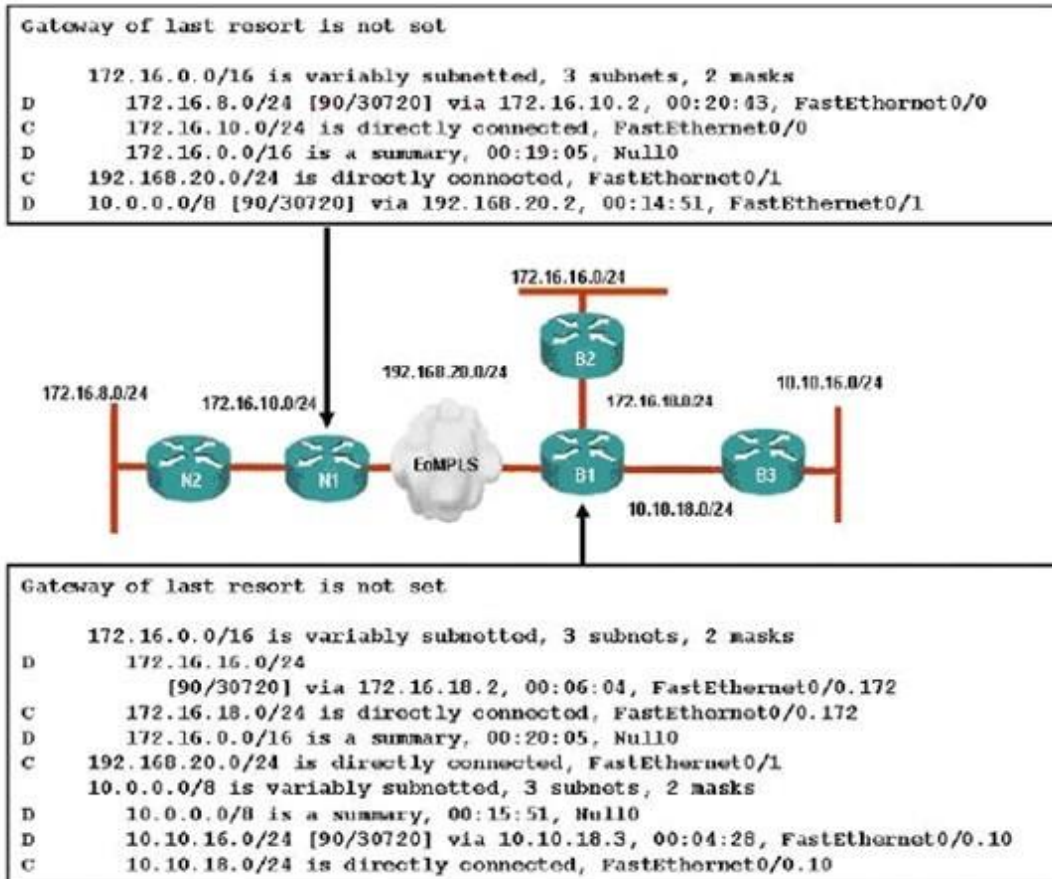 Gateway of last resort is not set
172.16.0.0/16 is variably subnetted, 3 subnets, 2 masks
D 172.16.8.0/24 [90/30720] via 172.16.10.2, 00:20:43, FastEthernet0/0
C 172.16.10.0/24 is directly connected, FastEthernet0/0
D 172.16.0.0/16 is a summary, 00:19:05, Null0
C 192.168.20.0/24 is directly connected, FastEthernet0/1
D 10.0.0.0/8 [90/30720] via 192.168.20.2, 00:14:51, FastEthernet0/1
172.16.16.0/24
B2
192.168.20.0/24
172.16.8.0/24
172.16.10.0/24
172.16.18.0/24
10.10.16.0/24
N2
N1
EoMPLS
B1
B3
10.10.18.0/24
Gateway of last resort is not set
172.16.0.0/16 is variably subnetted, 3 subnets, 2 masks
D 172.16.16.0/24
[90/30720] via 172.16.18.2, 00:06:04, FastEthernet0/0.172
C 172.16.18.0/24 is directly connected, FastEthernet0/0.172
D 172.16.0.0/16 is a summary, 00:20:05, Null0
C 192.168.20.0/24 is directly connected, FastEthernet0/1
10.0.0.0/8 is variably subnetted, 3 subnets, 2 masks
D 10.0.0.0/8 is a summary, 00:15:51, Null0
D 10.10.16.0/24 [90/30720] via 10.10.18.3, 00:04:28, FastEthernet0/0.10
C 10.10.18.0/24 is directly connected, FastEthernet0/0.10